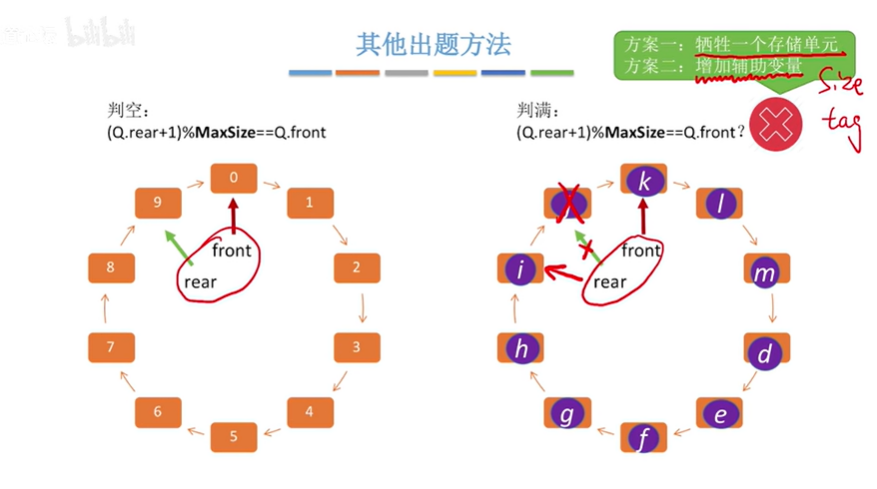 bilibili
其他出题方法
方案一：牺牲一个存储单元
方案二：增加辅助变量
size
tag
判空：
(Q.rear+1)%MaxSize==Q.front
判满：
(Q.rear+1)%MaxSize==Q.front？
0
9
1
front
8
2
rear
7
3
6
4
5
k
l
front
i
m
rear
h
d
g
e
f